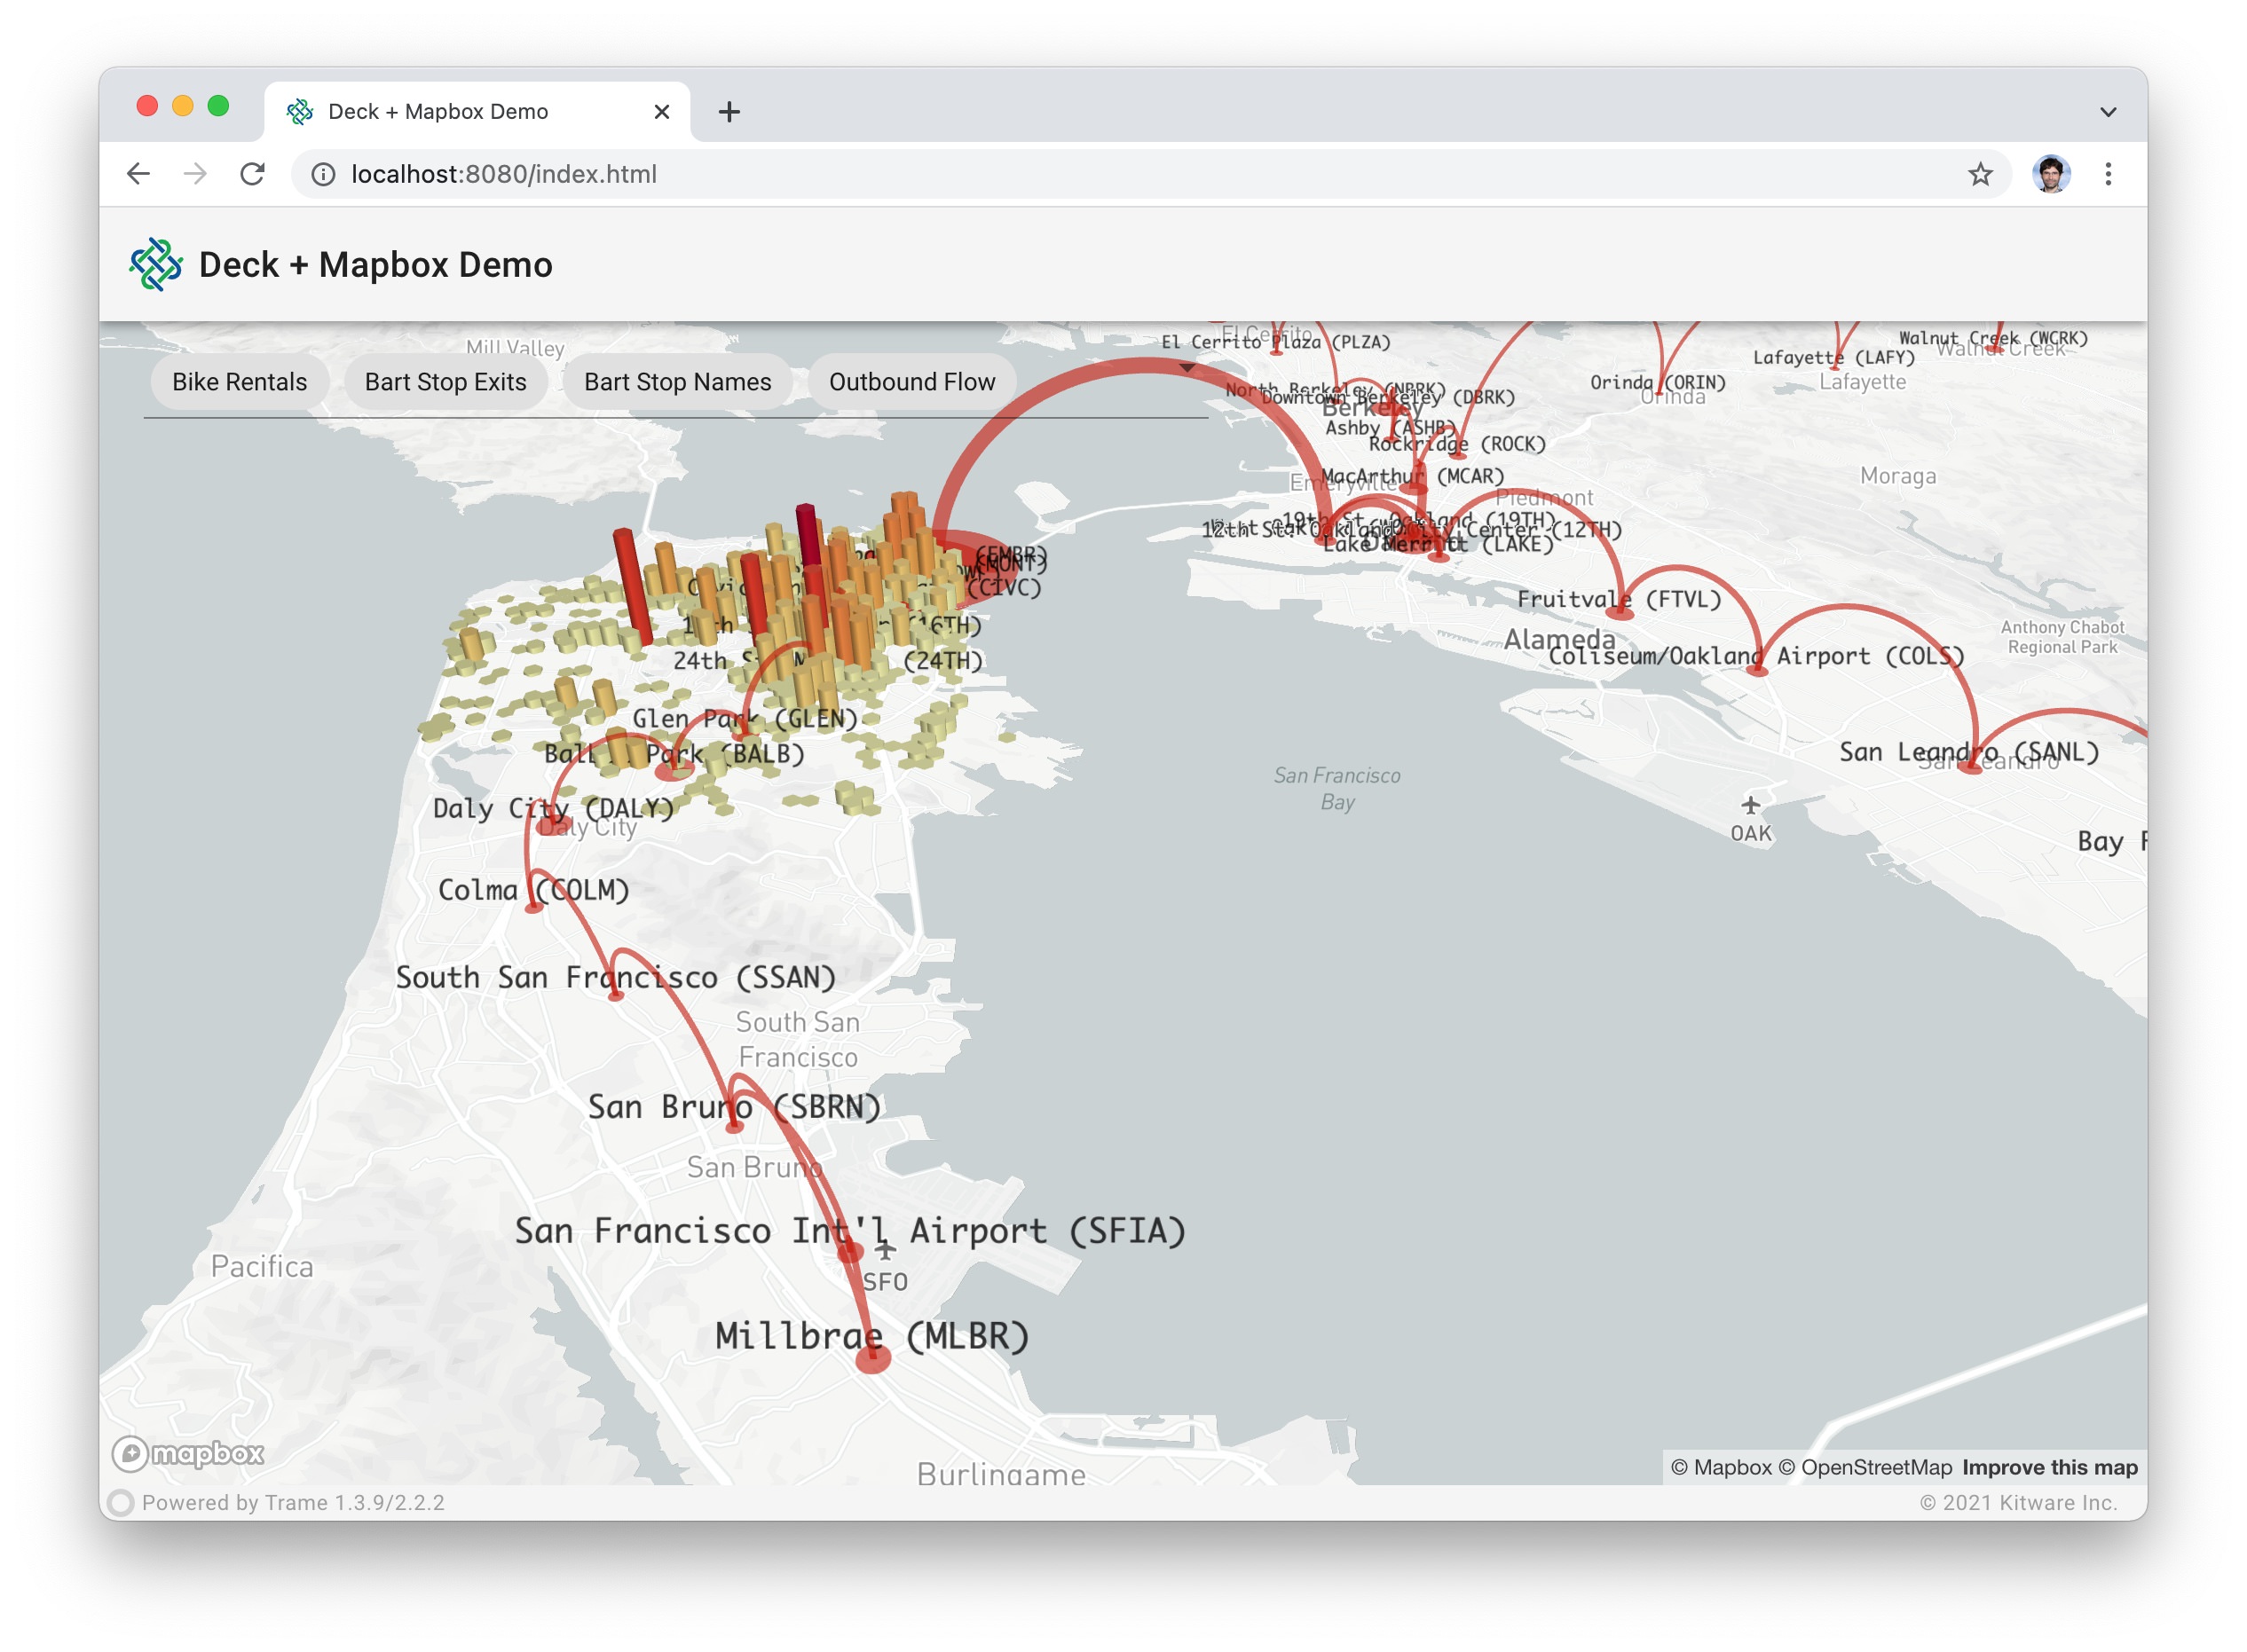 Deck + Mapbox Demo
localhost:8080/index.html
Deck + Mapbox Demo
Mill Valley
El Cerrito
El Cerrito Plaza (PLZA)
Walnut Creek (WCRK)
Walnut Creek
Lafayette (LAFY)
Lafayette
Orinda (ORIN)
Orinda
Bike Rentals
Bart Stop Exits
Bart Stop Names
Outbound Flow
North Berkeley (NBRK)
Downtown Berkeley (DBRK)
Berkeley
Ashby (ASHB)
Rockridge (ROCK)
MacArthur (MCAR)
Emeryville
Piedmont
Moraga
19th St. Oakland (19TH)
12th St. Oakland City Center (12TH)
Lake Merritt (LAKE)
(EMBR)
(MONT)
(CIVC)
(16TH)
24th St (24TH)
Fruitvale (FTVL)
Alameda
Anthony Chabot
Regional Park
Coliseum/Oakland Airport (COLS)
Glen Park (GLEN)
Park (BALB)
San Leandro (SANL)
San Leandro
San Francisco
Bay
Daly City (DALY)
Daly City
OAK
Bay
Colma (COLM)
South San Francisco (SSAN)
South San
Francisco
San Bruno (SBRN)
San Bruno
San Francisco Int'l Airport (SFIA)
Pacifica
SFO
Millbrae (MLBR)
mapbox
Burlingame
© Mapbox © OpenStreetMap Improve this map
Powered by Trame 1.3.9/2.2.2
© 2021 Kitware Inc.